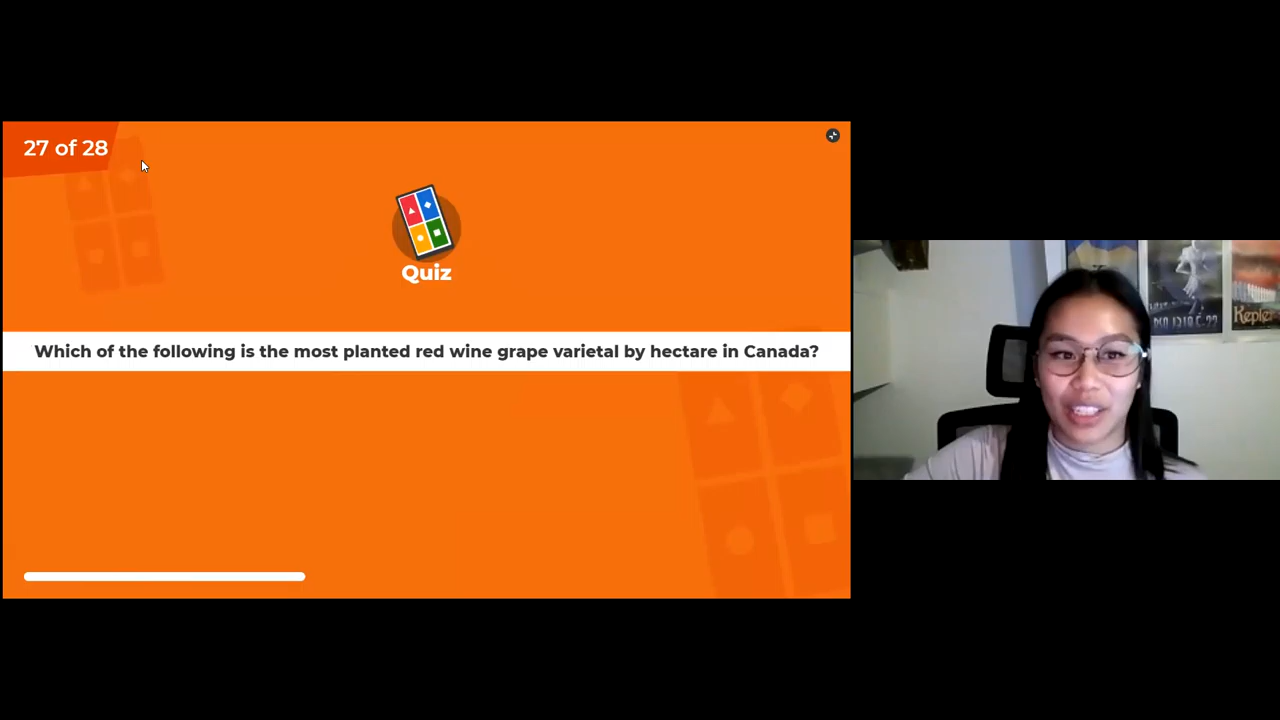 27 of 28
Quiz
Which of the following is the most planted red wine grape varietal by hectare in Canada?
Kepler